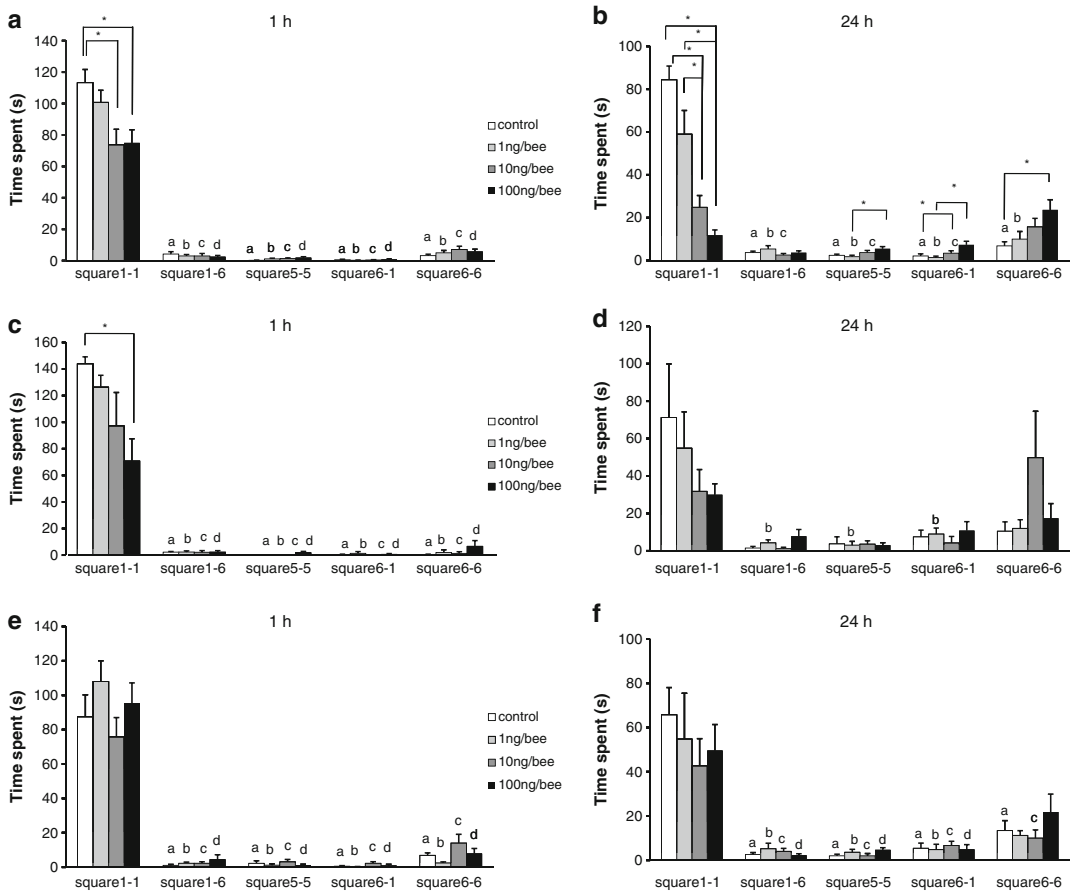 a
1 h
Time spent (s)
140
120
100
80
60
40
20
0
*
*
a b c d
a b c d
a b c d
a b c d
square1-1 square1-6 square5-5 square6-1 square6-6
control
1ng/bee
10ng/bee
100ng/bee
b
24 h
Time spent (s)
100
80
60
40
20
0
*
*
*
*
a b c
*
b c
*
*
a b c
*
a b
square1-1 square1-6 square5-5 square6-1 square6-6
c
1 h
Time spent (s)
160
140
120
100
80
60
40
20
0
*
a b c d
a b c d
a b c d
a b c d
square1-1 square1-6 square5-5 square6-1 square6-6
control
1ng/bee
10ng/bee
100ng/bee
d
24 h
Time spent (s)
120
100
80
60
40
20
0
b
b
b
square1-1 square1-6 square5-5 square6-1 square6-6
e
1 h
Time spent (s)
140
120
100
80
60
40
20
0
a b c d
a b c d
a b c d
a b c d
square1-1 square1-6 square5-5 square6-1 square6-6
control
1ng/bee
10ng/bee
100ng/bee
f
24 h
Time spent (s)
100
80
60
40
20
0
a b c d
a b c d
a b c d
a c
square1-1 square1-6 square5-5 square6-1 square6-6